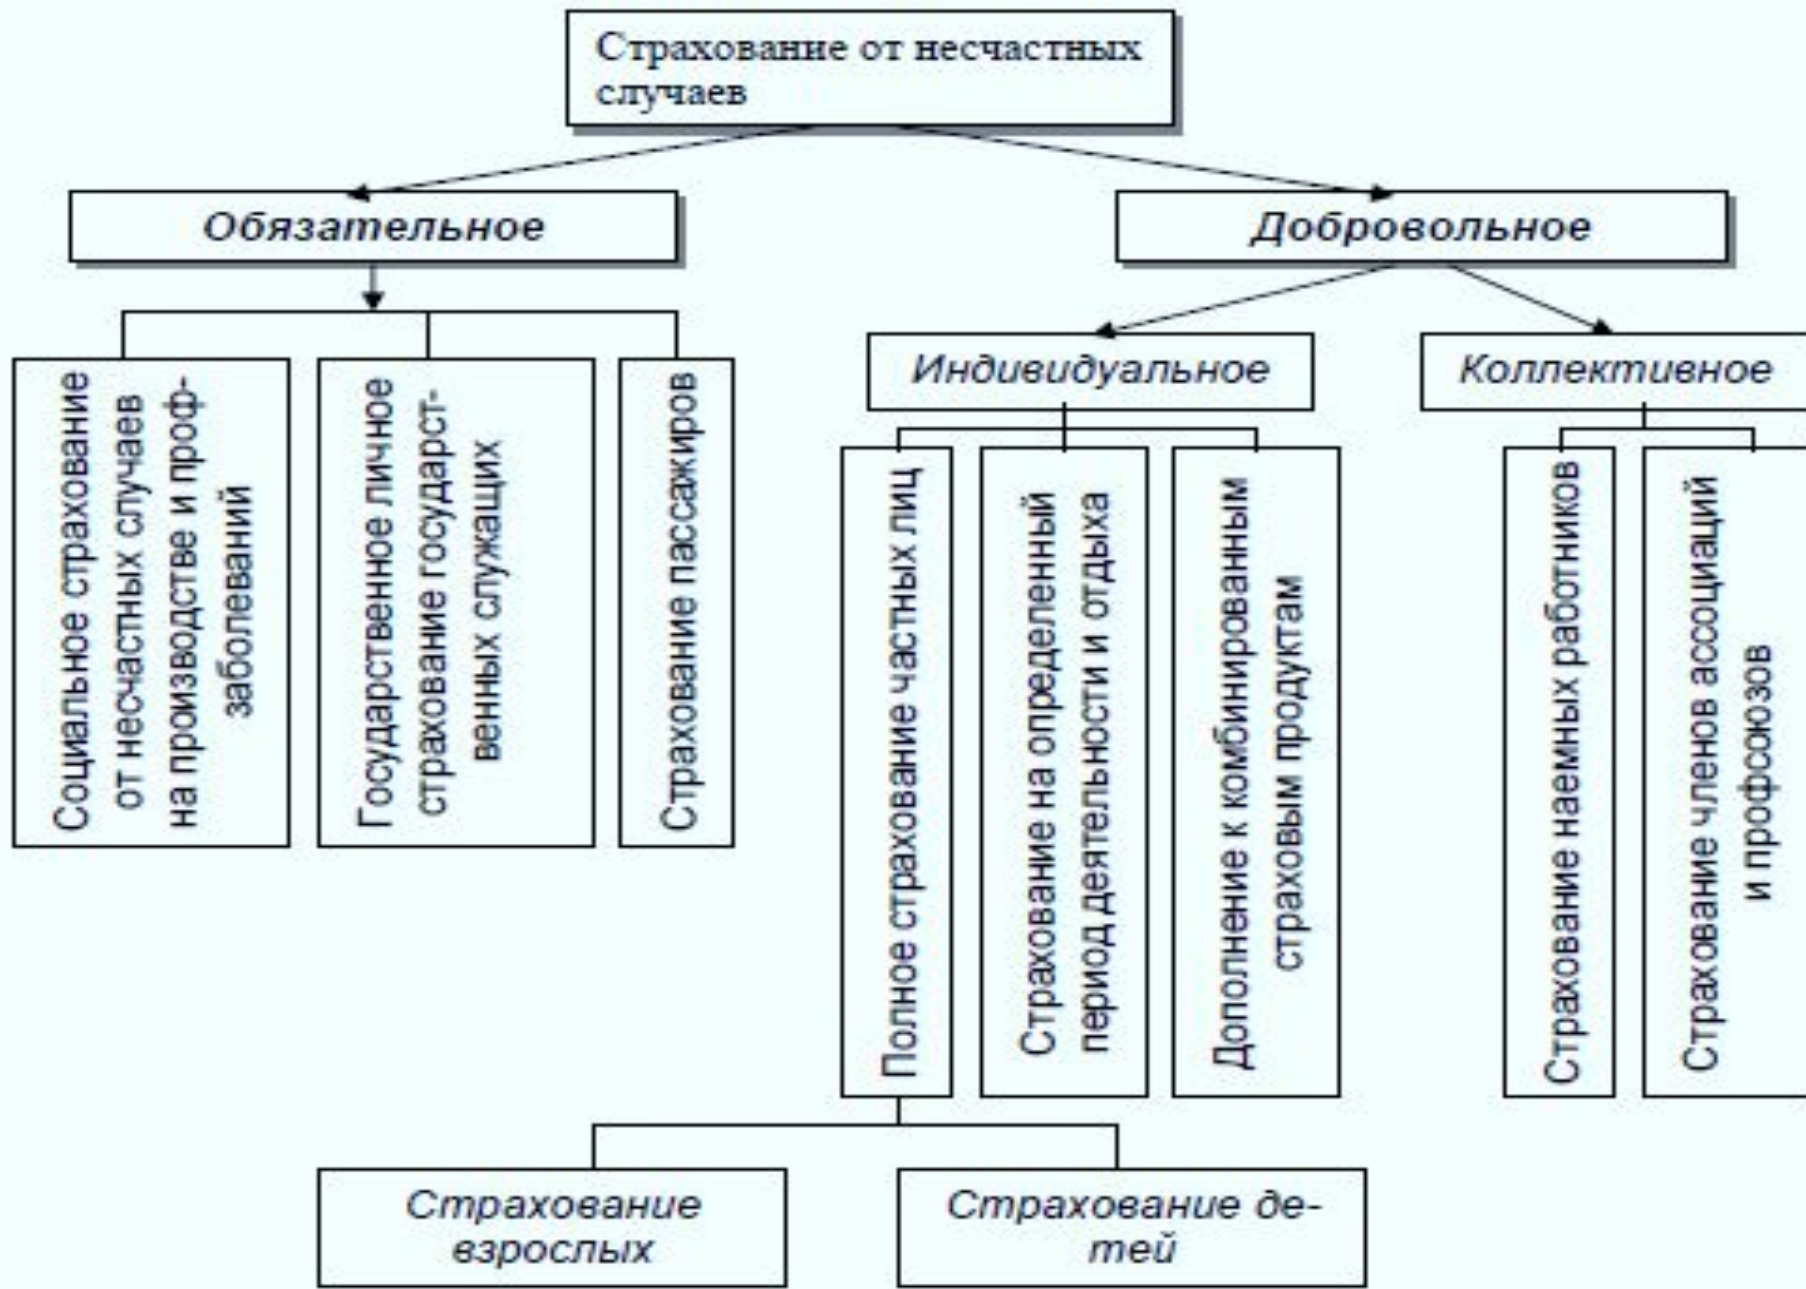 Страхование от несчастных
случаев
Обязательное
Добровольное
Социальное страхование
от несчастных случаев
на производстве и проф-
заболеваний
Государственное личное
страхование государст-
венных служащих
Страхование пассажиров
Индивидуальное
Коллективное
Полное страхование частных лиц
Страхование на определенный
период деятельности и отдыха
Дополнение к комбинированным
страховым продуктам
Страхование наемных работников
Страхование членов ассоциаций
и профсоюзов
Страхование
взрослых
Страхование де-
тей